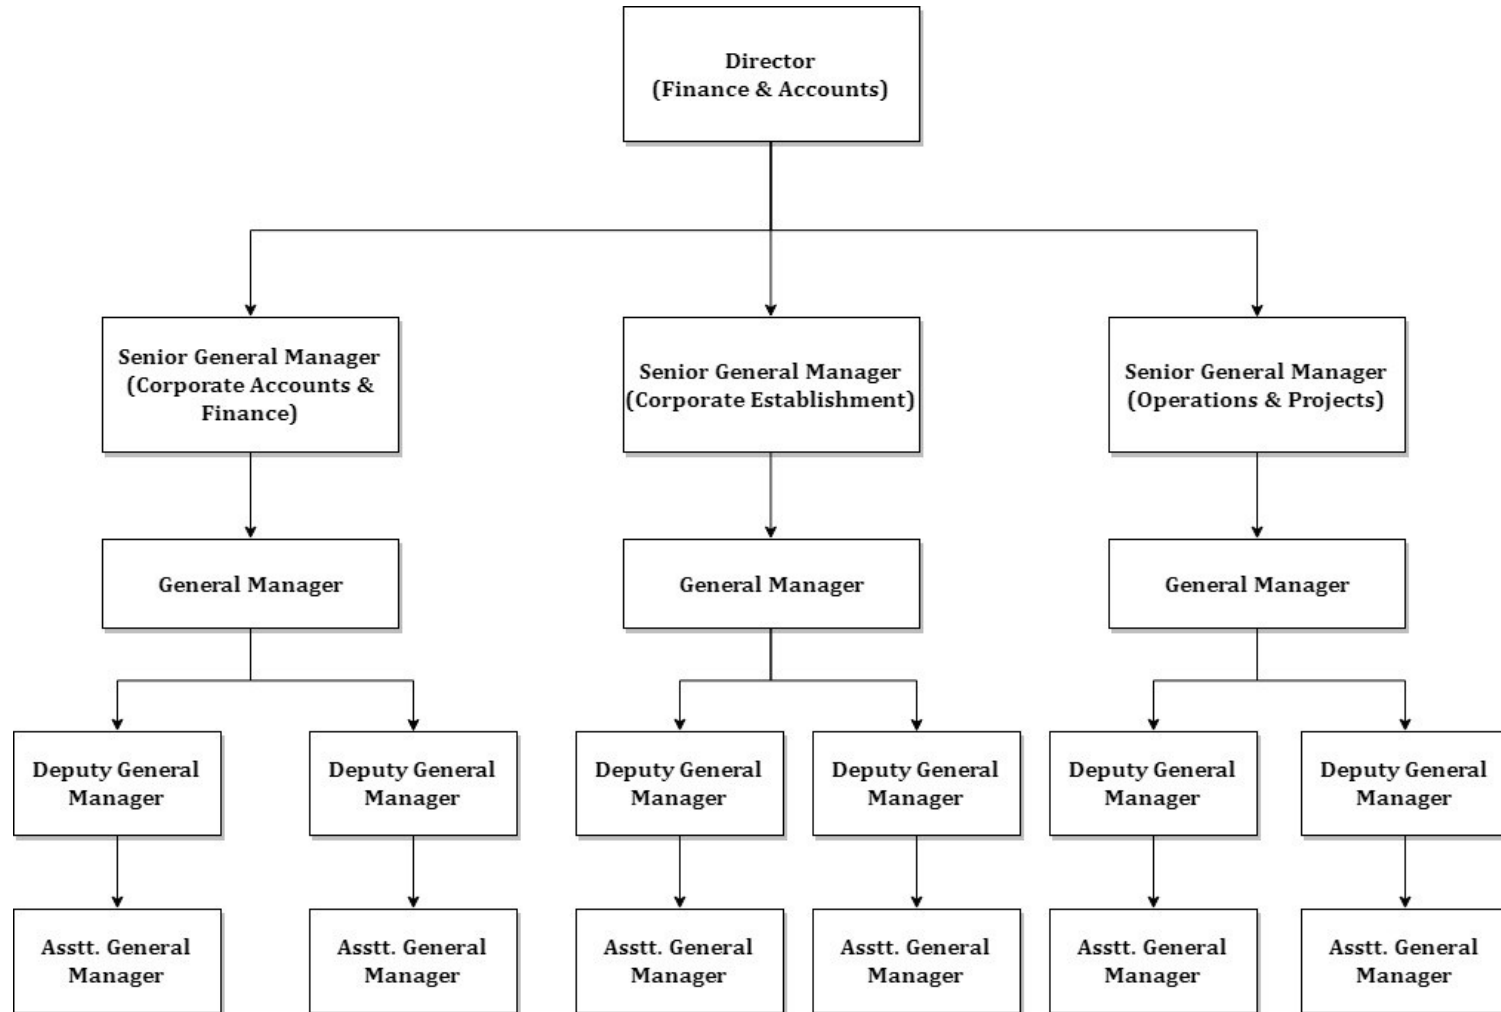 Director
(Finance & Accounts)
Senior General Manager
(Corporate Accounts &
Finance)
Senior General Manager
(Corporate Establishment)
Senior General Manager
(Operations & Projects)
General Manager
General Manager
General Manager
Deputy General
Manager
Deputy General
Manager
Deputy General
Manager
Deputy General
Manager
Deputy General
Manager
Deputy General
Manager
Asstt. General
Manager
Asstt. General
Manager
Asstt. General
Manager
Asstt. General
Manager
Asstt. General
Manager
Asstt. General
Manager